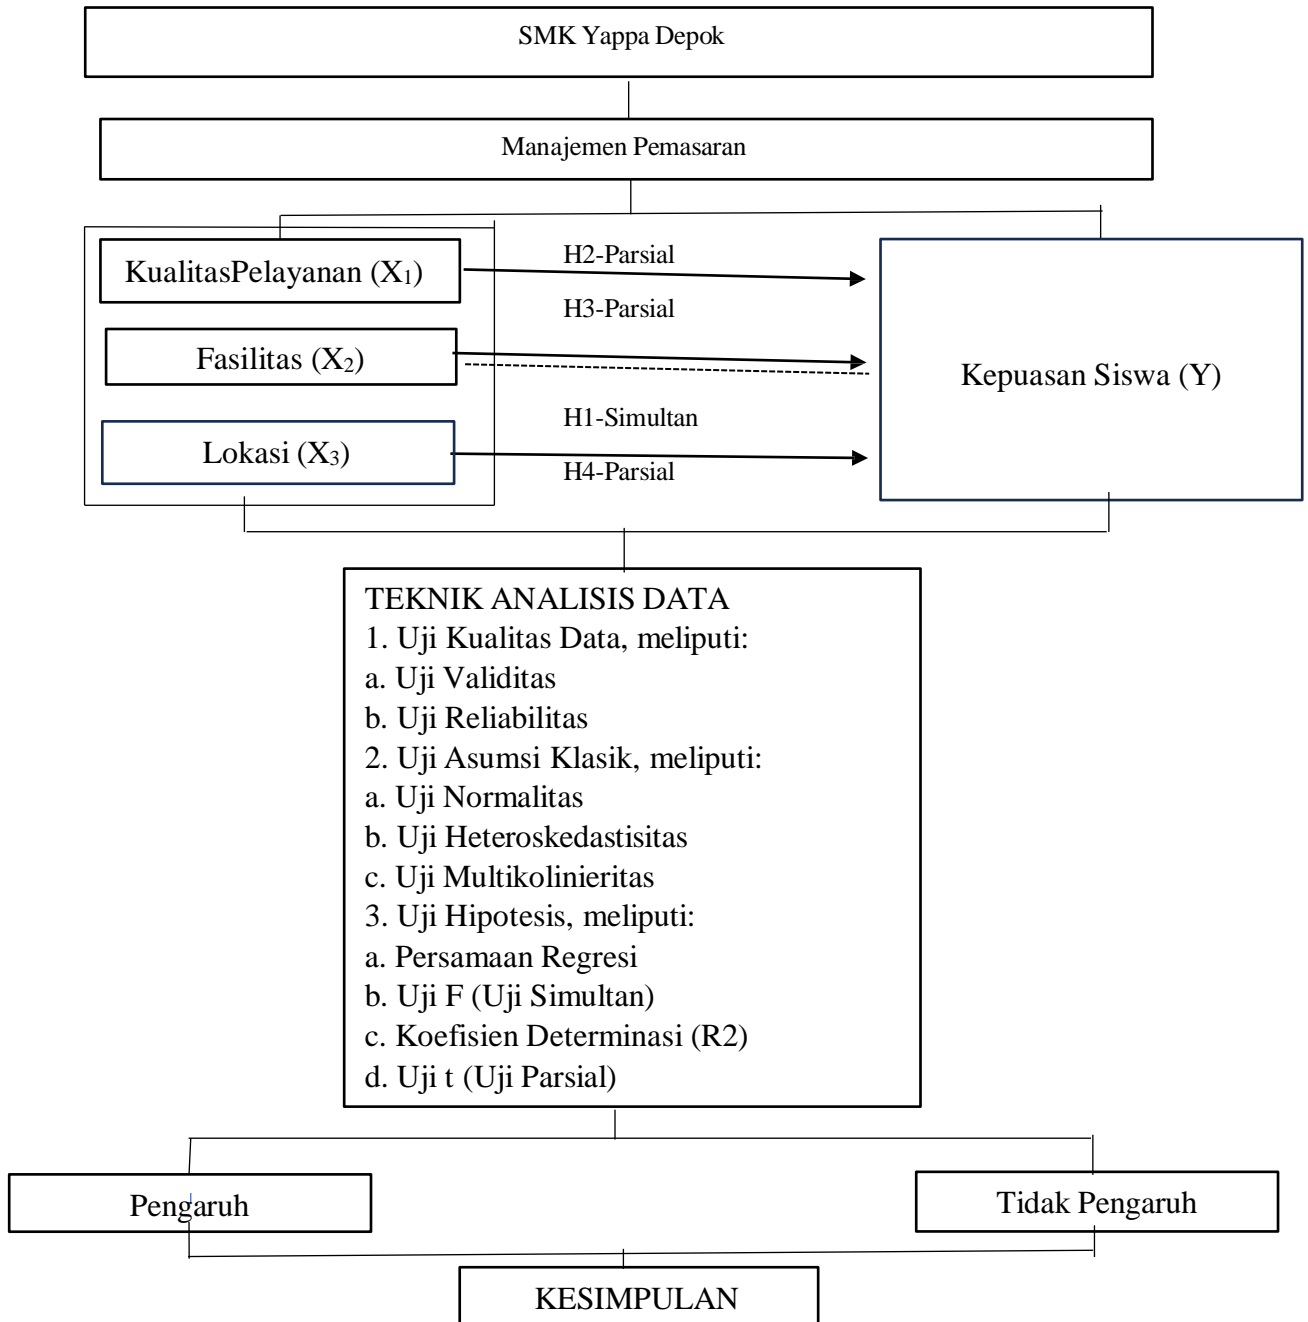 SMK Yappa Depok
Manajemen Pemasaran
KualitasPelayanan (X₁)
H2-Parsial
H3-Parsial
Fasilitas (X₂)
Kepuasan Siswa (Y)
H1-Simultan
Lokasi (X₃)
H4-Parsial
TEKNIK ANALISIS DATA
1. Uji Kualitas Data, meliputi:
a. Uji Validitas
b. Uji Reliabilitas
2. Uji Asumsi Klasik, meliputi:
a. Uji Normalitas
b. Uji Heteroskedastisitas
c. Uji Multikolinieritas
3. Uji Hipotesis, meliputi:
a. Persamaan Regresi
b. Uji F (Uji Simultan)
c. Koefisien Determinasi (R2)
d. Uji t (Uji Parsial)
Pengaruh
Tidak Pengaruh
KESIMPULAN